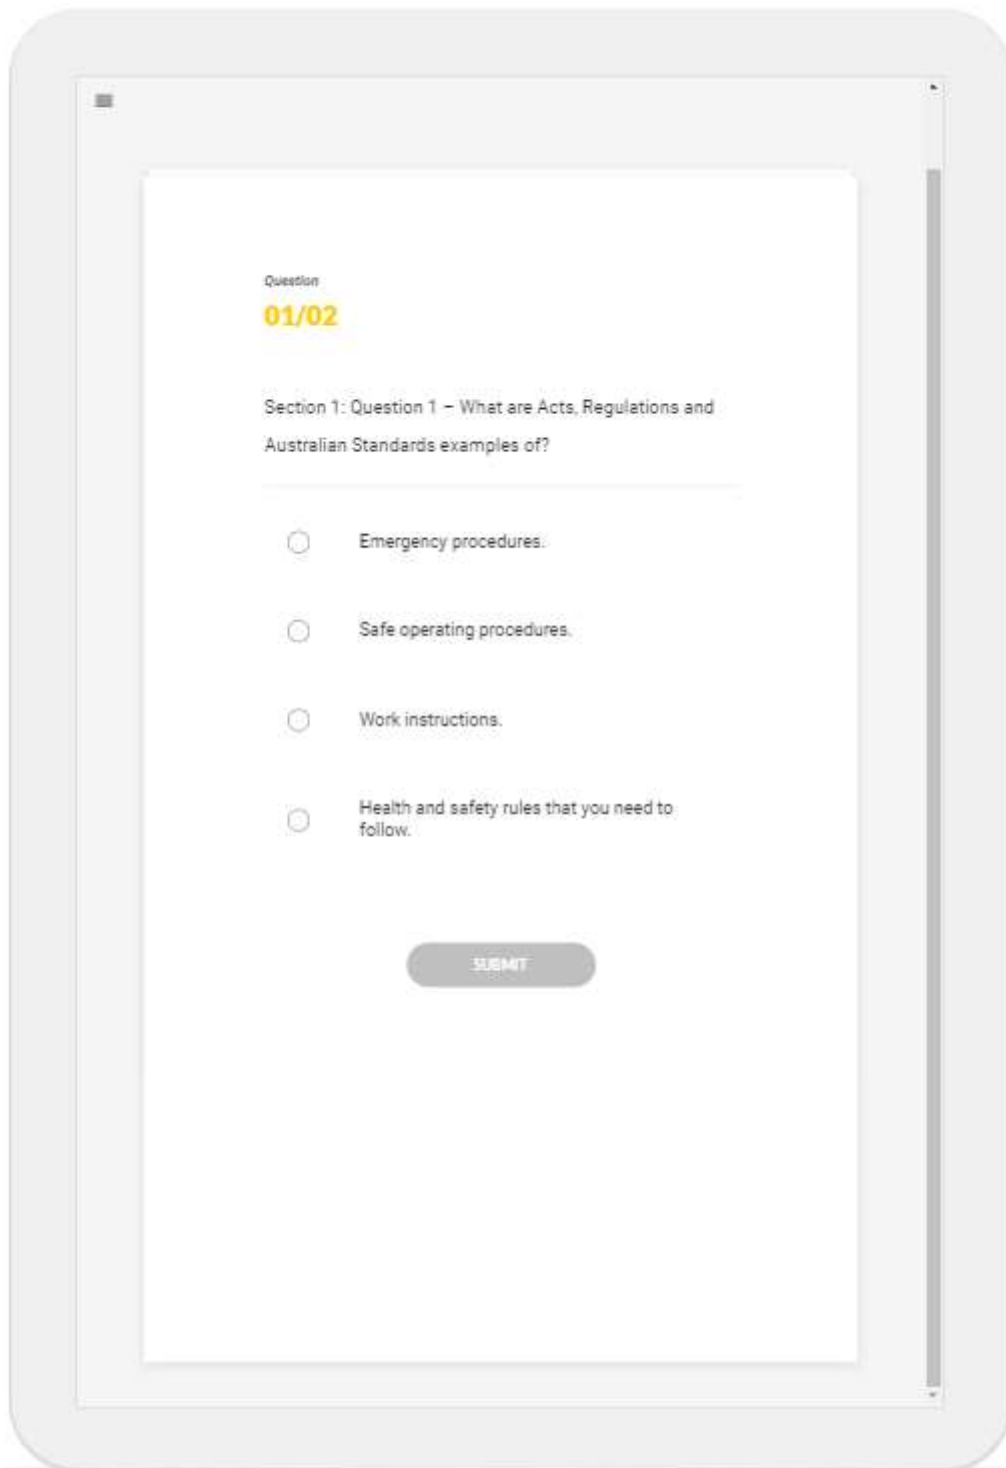 Question
01/02
Section 1: Question 1 – What are Acts, Regulations and
Australian Standards examples of?
Emergency procedures.
Safe operating procedures.
Work instructions.
Health and safety rules that you need to
follow.
SUBMIT